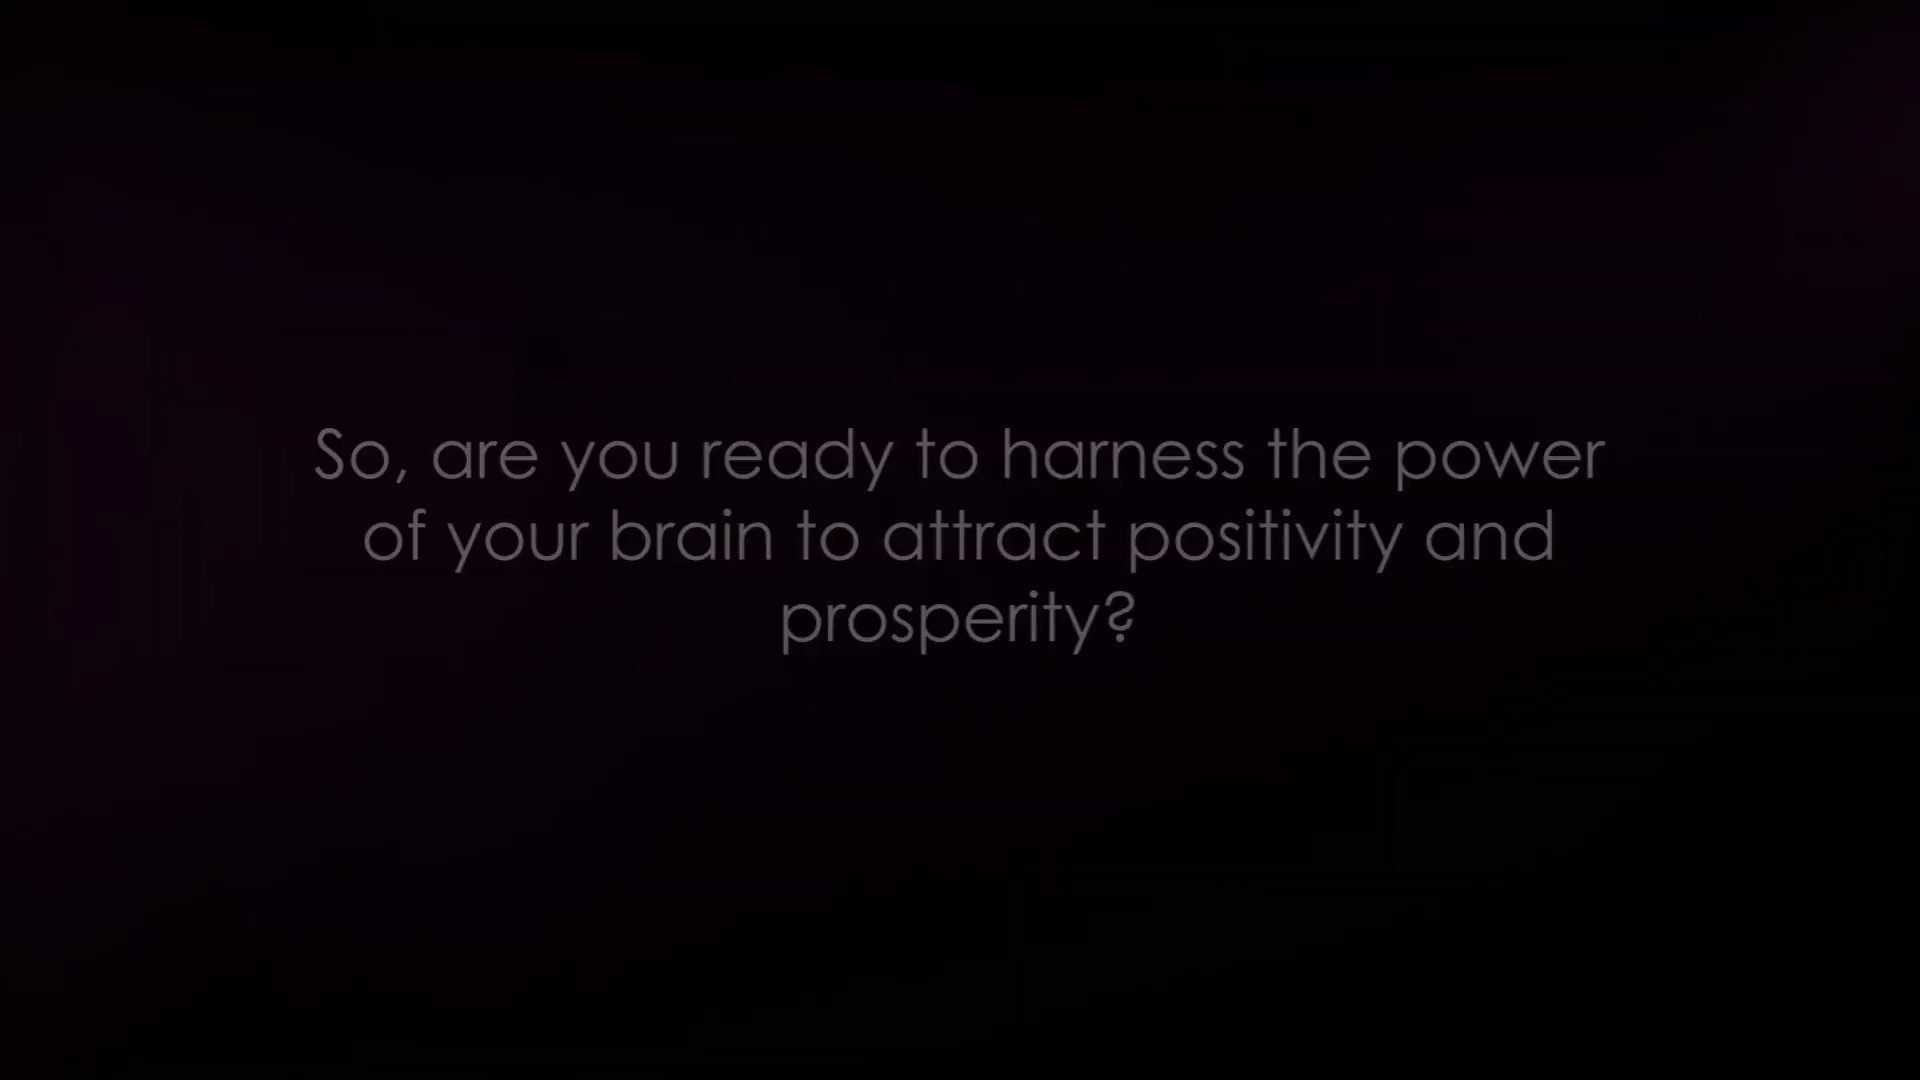 So, are you ready to harness the power
of your brain to attract positivity and
prosperity?